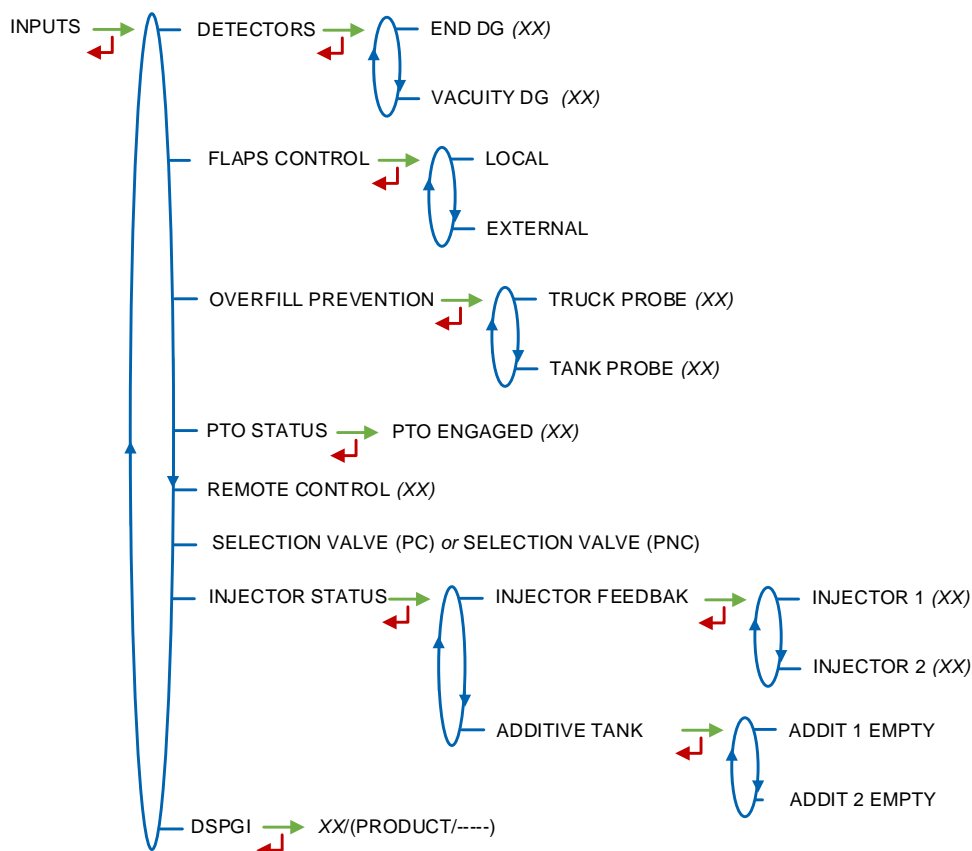 INPUTS
DETECTORS
END DG (XX)
VACUITY DG (XX)
FLAPS CONTROL
LOCAL
EXTERNAL
OVERFILL PREVENTION
TRUCK PROBE (XX)
TANK PROBE (XX)
PTO STATUS
PTO ENGAGED (XX)
REMOTE CONTROL (XX)
SELECTION VALVE (PC) or SELECTION VALVE (PNC)
INJECTOR STATUS
INJECTOR FEEDBAK
INJECTOR 1 (XX)
INJECTOR 2 (XX)
ADDITIVE TANK
ADDIT 1 EMPTY
ADDIT 2 EMPTY
DSPGI
XX/(PRODUCT/-----)